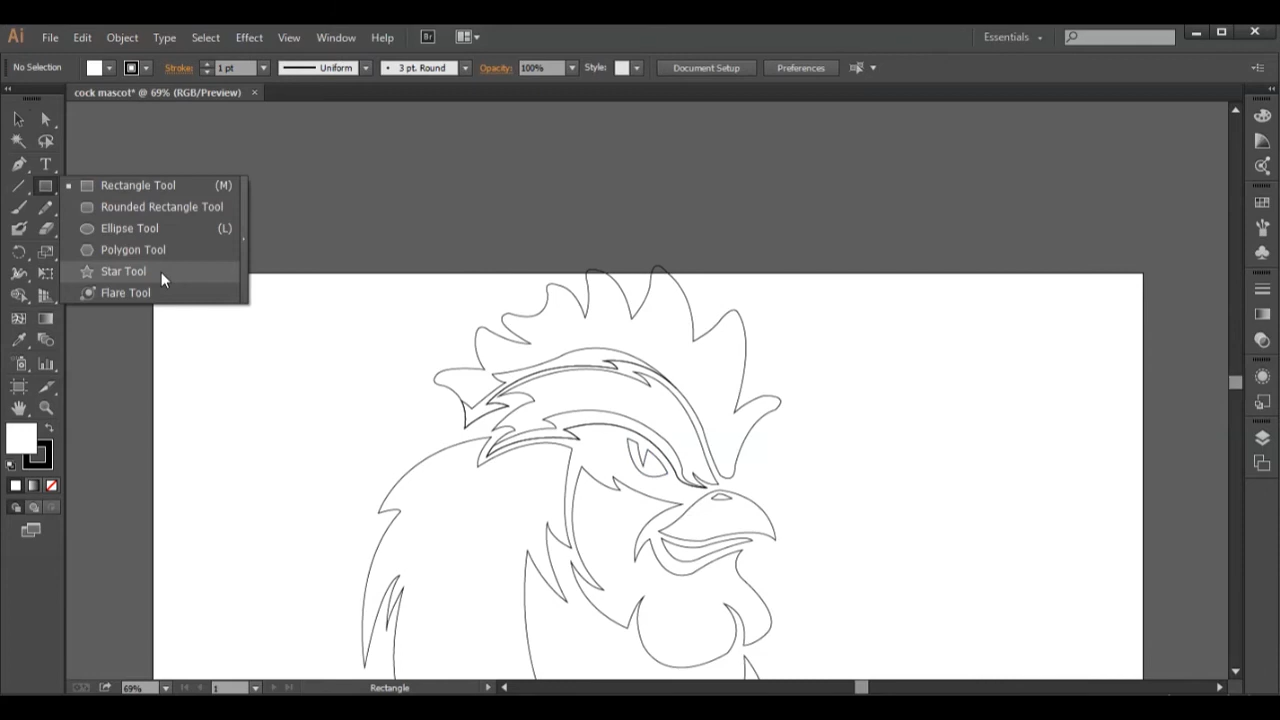 Ai File Edit Object Type Select Effect View Window Help Br Essentials
No Selection Stroke: 1 pt Uniform 3 pt. Round Opacity: 100% Style: Document Setup Preferences
cock mascot* @ 69% (RGB/Preview) ×
T
Rectangle Tool (M)
Rounded Rectangle Tool
Ellipse Tool (L)
Polygon Tool
Star Tool
Flare Tool
69% 1 Rectangle